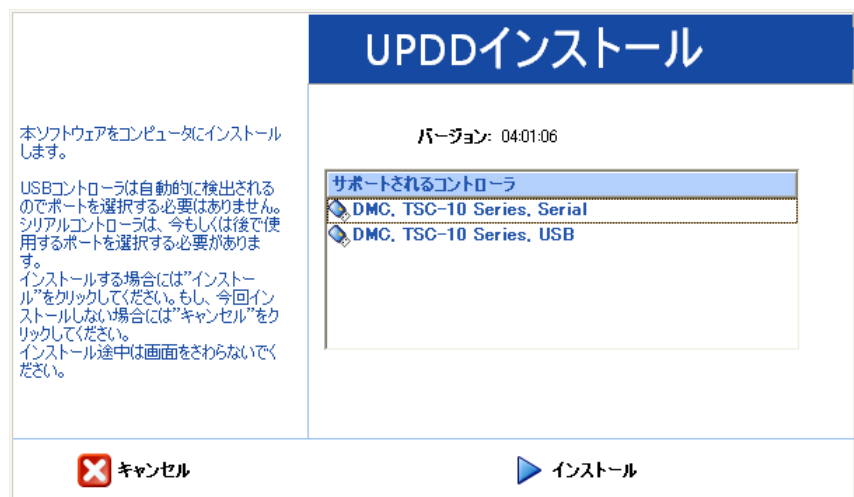 UPDDインストール
本ソフトウェアをコンピュータにインストール
します。
USBコントローラは自動的に検出される
のでポートを選択する必要はありません。
シリアルコントローラは、今もしくは後で使
用するポートを選択する必要がありま
す。
インストールする場合には"インストー
ル"をクリックしてください。もし、今回イン
ストールしない場合には"キャンセル"をク
リックしてください。
インストール途中は画面をさわらないでく
ださい。
バージョン: 04:01:06
サポートされるコントローラ
DMC, TSC-10 Series, Serial
DMC, TSC-10 Series, USB
キャンセル
インストール